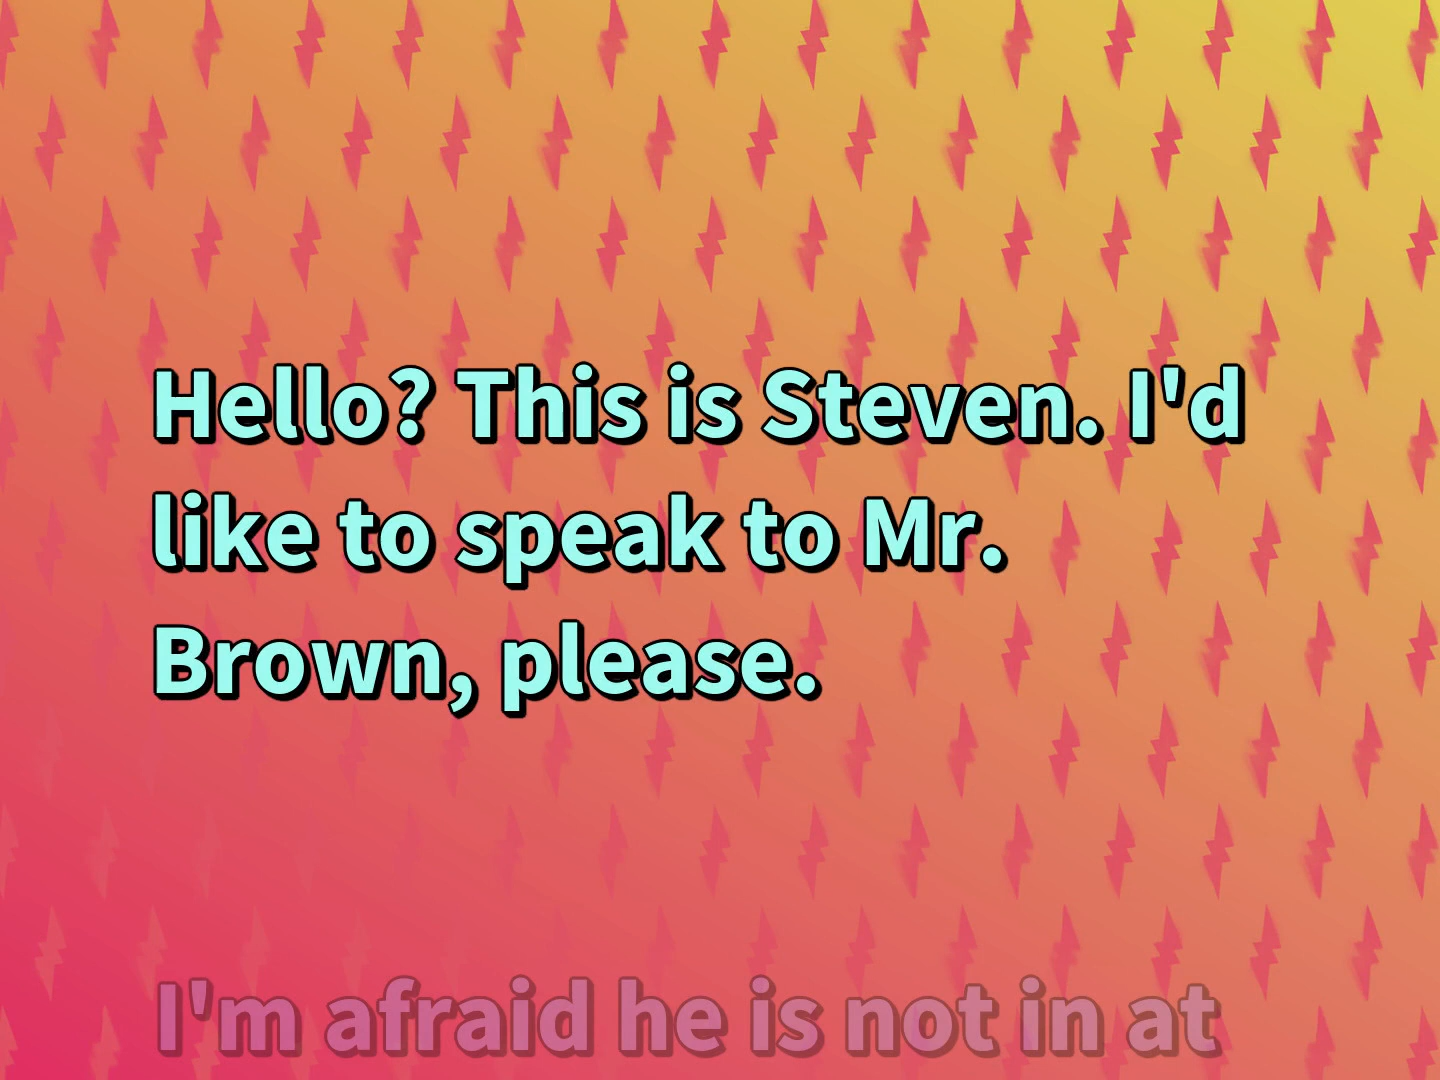 Hello? This is Steven. I'd
like to speak to Mr.
Brown, please.
I'm afraid he is not in at